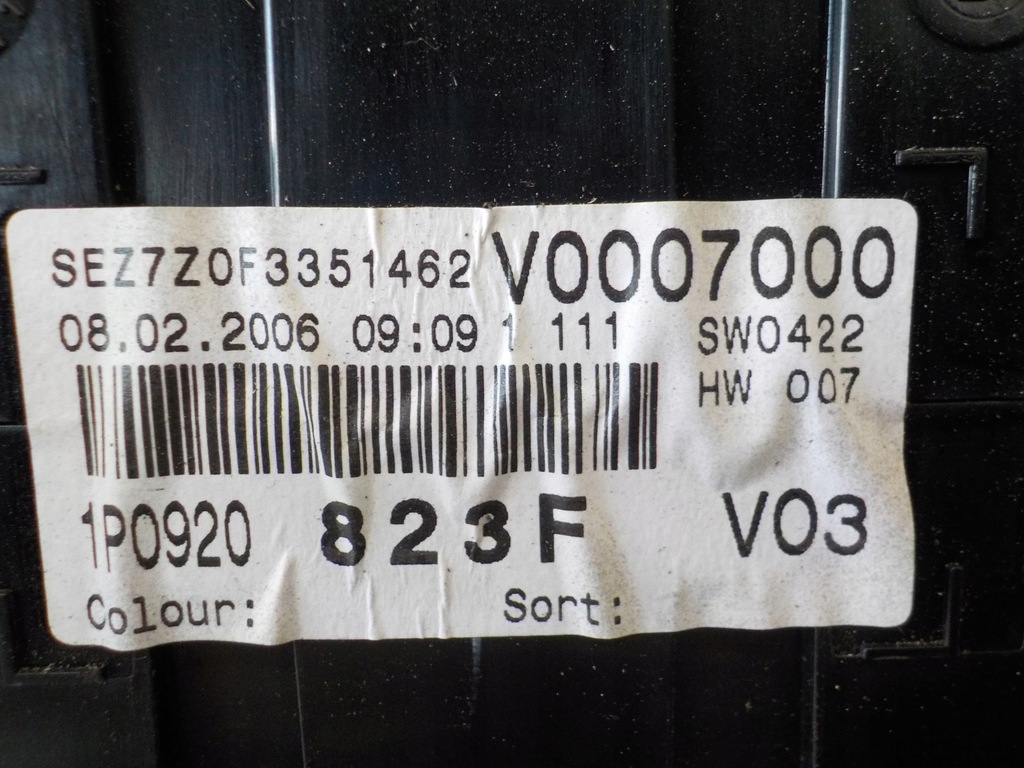 SEZ7Z0F3351462 V0007000
08.02.2006 09:09 1 111 SW0422
HW 007
1P0920 823F V03
Colour: Sort: